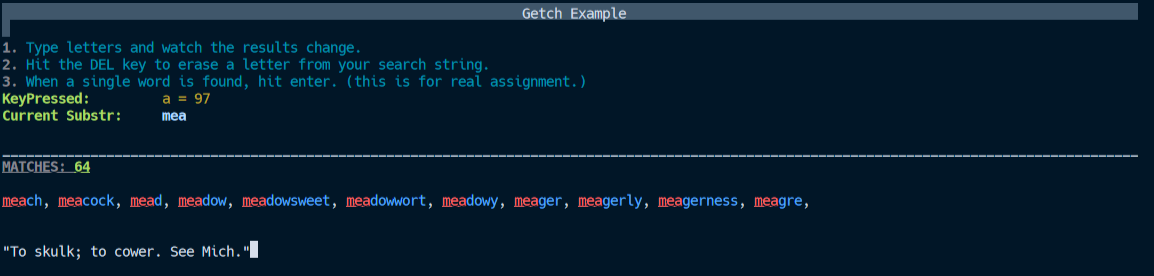 Getch Example
1. Type letters and watch the results change.
2. Hit the DEL key to erase a letter from your search string.
3. When a single word is found, hit enter. (this is for real assignment.)
KeyPressed: a = 97
Current Substr: mea
MATCHES: 64
meach, meacock, mead, meadow, meadowsweet, meadowwort, meadowy, meager, meagerly, meagerness, meagre,
"To skulk; to cower. See Mich."